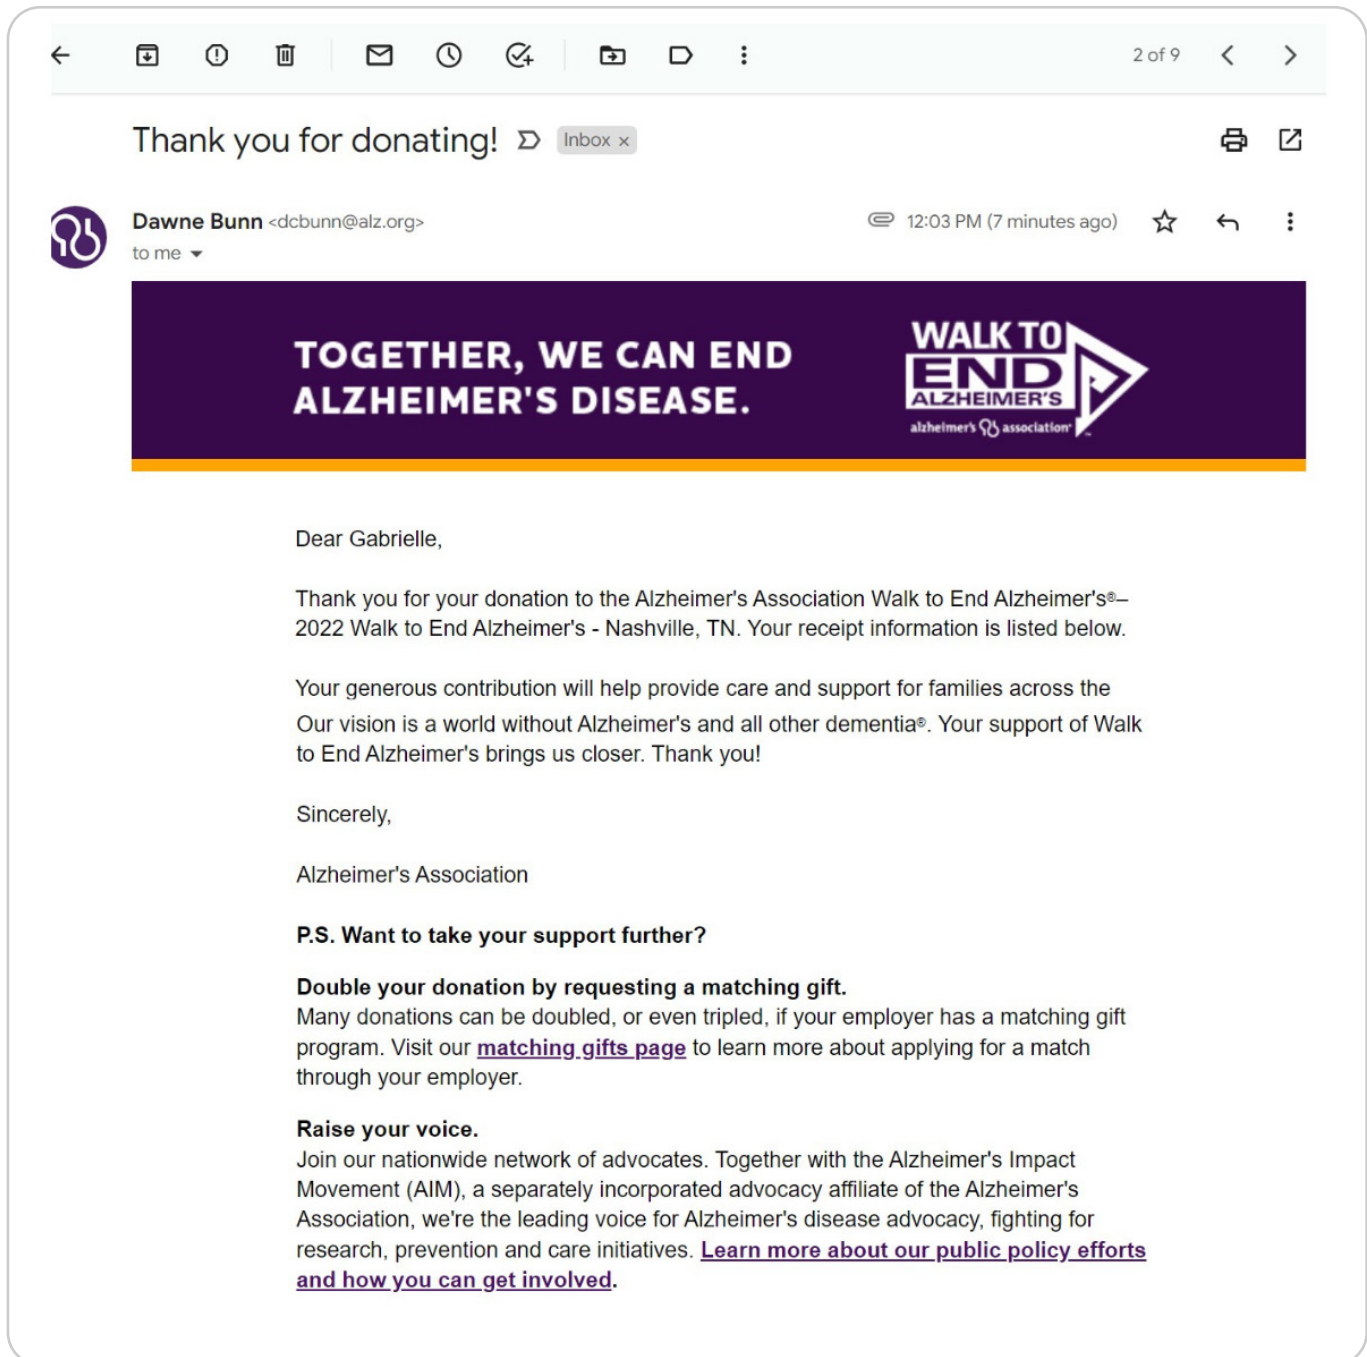 2 of 9
Thank you for donating!
Inbox x
Dawne Bunn <dcbunn@alz.org>
12:03 PM (7 minutes ago)
to me
TOGETHER, WE CAN END
ALZHEIMER'S DISEASE.
WALK TO
END
ALZHEIMER'S
alzheimer's association®
™
Dear Gabrielle,
Thank you for your donation to the Alzheimer's Association Walk to End Alzheimer's®–
2022 Walk to End Alzheimer's - Nashville, TN. Your receipt information is listed below.
Your generous contribution will help provide care and support for families across the
Our vision is a world without Alzheimer's and all other dementia®. Your support of Walk
to End Alzheimer's brings us closer. Thank you!
Sincerely,
Alzheimer's Association
P.S. Want to take your support further?
Double your donation by requesting a matching gift.
Many donations can be doubled, or even tripled, if your employer has a matching gift
program. Visit our matching gifts page to learn more about applying for a match
through your employer.
Raise your voice.
Join our nationwide network of advocates. Together with the Alzheimer's Impact
Movement (AIM), a separately incorporated advocacy affiliate of the Alzheimer's
Association, we're the leading voice for Alzheimer's disease advocacy, fighting for
research, prevention and care initiatives. Learn more about our public policy efforts
and how you can get involved.